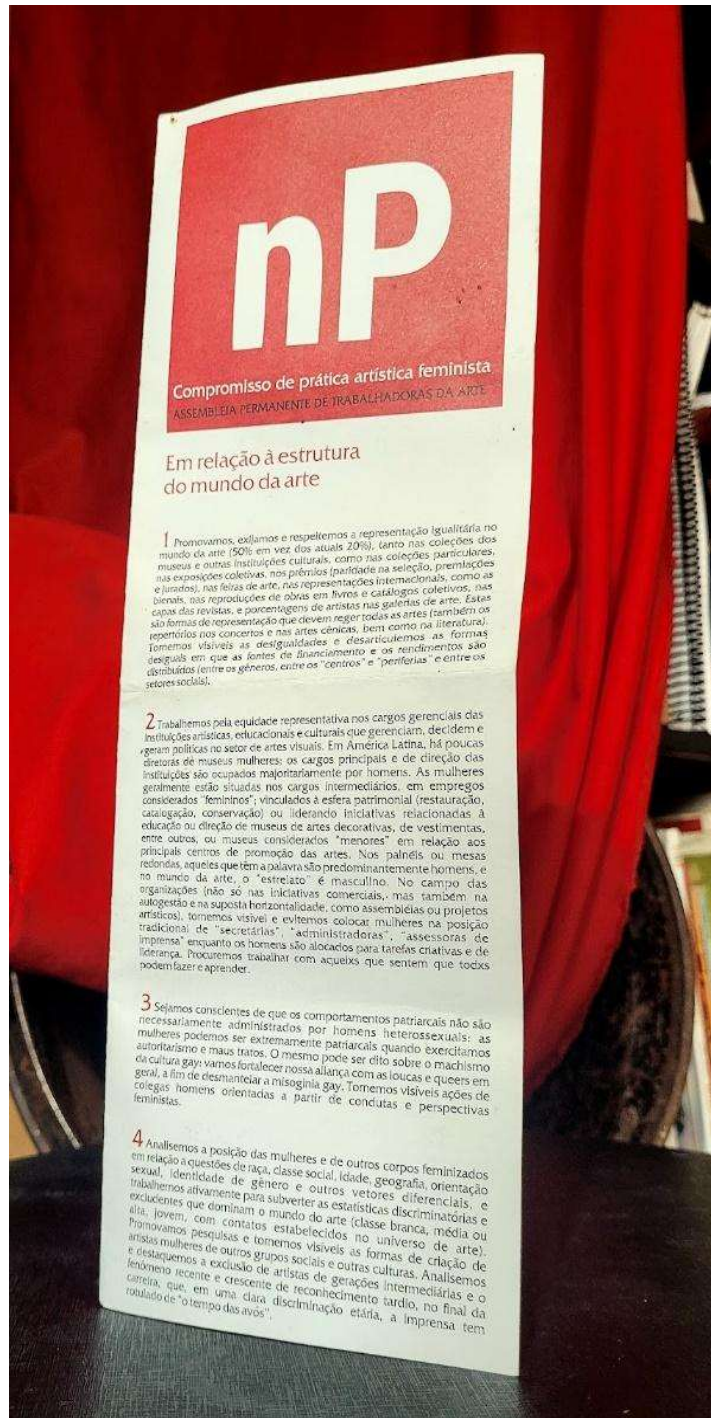 nP
Compromisso de prática artística feminista
ASSEMBLEIA PERMANENTE DE TRABALHADORAS DA ARTE
Em relação à estrutura
do mundo da arte
1 Promovamos, exijamos e respeitemos a representação igualitária no
mundo da arte (50% em vez dos atuais 20%), tanto nas coleções dos
museus e outras instituições culturais, como nas coleções particulares,
nas exposições coletivas, nos prêmios (paridade na seleção, premiações
e jurados), nas feiras de arte, nas representações internacionais, como as
bienais, nas reproduções de obras em livros e catálogos coletivos, nas
capas das revistas, e porcentagens de artistas nas galerias de arte. Estas
são formas de representação que devem reger todas as artes (também os
repertórios nos concertos e nas artes cênicas, bem como na literatura).
Tornemos visíveis as desigualdades e desarticulemos as formas
desiguais em que as fontes de financiamento e os rendimentos são
distribuídos (entre os gêneros, entre os "centros" e "periferias" e entre os
setores sociais).
2 Trabalhemos pela equidade representativa nos cargos gerenciais das
instituições artísticas, educacionais e culturais que gerenciam, decidem e
geram políticas no setor de artes visuais. Em América Latina, há poucas
diretoras de museus mulheres: os cargos principais e de direção das
instituições são ocupados majoritariamente por homens. As mulheres
geralmente estão situadas nos cargos intermediários, em empregos
considerados "femininos"; vinculados à esfera patrimonial (restauração,
catalogação, conservação) ou liderando iniciativas relacionadas à
educação ou direção de museus de artes decorativas, de vestimentas,
entre outros, ou museus considerados "menores" em relação aos
principais centros de promoção das artes. Nos painéis ou mesas
redondas, aqueles que têm a palavra são predominantemente homens, e
no mundo da arte, o "estrelato" é masculino. No campo das
organizações (não só nas iniciativas comerciais, mas também na
autogestão e na suposta horizontalidade, como assembléias ou projetos
artísticos), tornemos visível e evitemos colocar mulheres na posição
tradicional de "secretárias", "administradoras", "assessoras de
imprensa" enquanto os homens são alocados para tarefas criativas e de
liderança. Procuremos trabalhar com aqueixs que sentem que todxs
podem fazer e aprender.
3 Sejamos conscientes de que os comportamentos patriarcais não são
necessariamente administrados por homens heterossexuais: as
mulheres podemos ser extremamente patriarcais quando exercitamos
autoritarismo e maus tratos. O mesmo pode ser dito sobre o machismo
da cultura gay: vamos fortalecer nossa aliança com as loucas e queers em
geral, a fim de desmantelar a misoginia gay. Tornemos visíveis ações de
colegas homens orientadas a partir de condutas e perspectivas
feministas.
4 Analisemos a posição das mulheres e de outros corpos feminizados
em relação a questões de raça, classe social, idade, geografia, orientação
sexual, identidade de gênero e outros vetores diferenciais, e
trabalhemos ativamente para subverter as estatísticas discriminatórias e
excludentes que dominam o mundo do arte (classe branca, média ou
alta, jovem, com contatos estabelecidos no universo de arte).
Promovamos pesquisas e tornemos visíveis as formas de criação de
artistas mulheres de outros grupos sociais e outras culturas. Analisemos
e destaquemos a exclusão de artistas de gerações intermediárias e o
fenômeno recente e crescente de reconhecimento tardio, no final da
carreira, que, em uma clara discriminação etária, a imprensa tem
rotulado de "o tempo das avós".